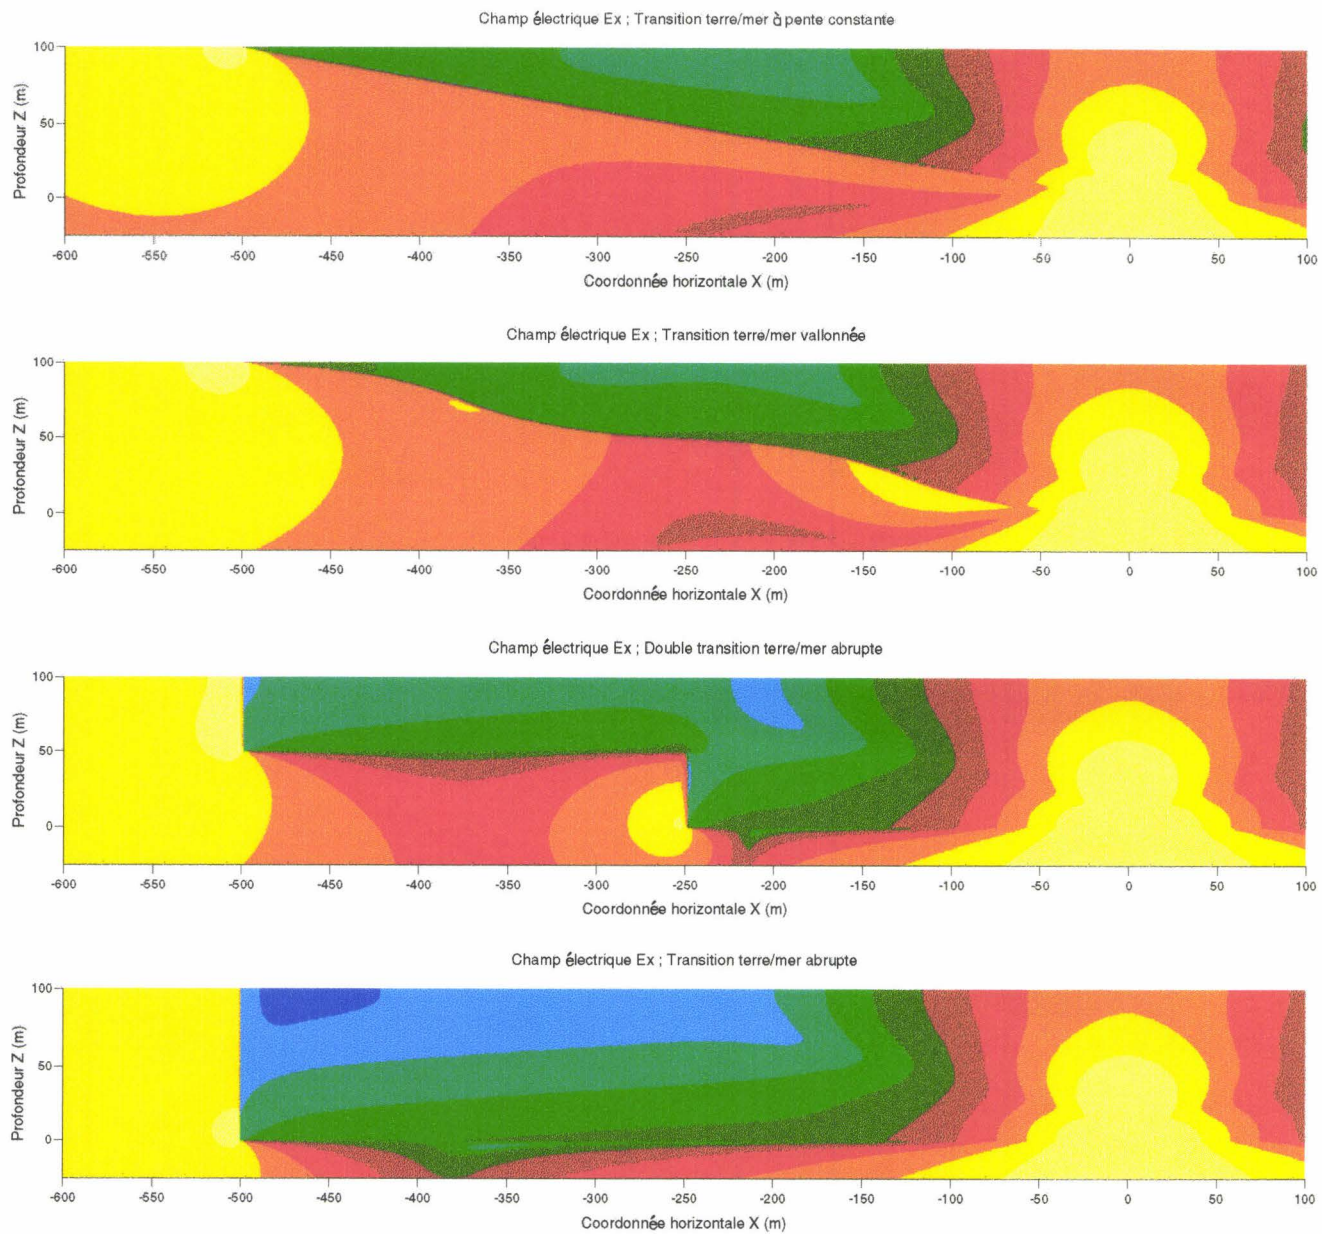 Champ électrique Ex ; Transition terre/mer à pente constante
100
50
0
Profondeur Z (m)
-600 -550 -500 -450 -400 -350 -300 -250 -200 -150 -100 -50 0 50 100
Coordonnée horizontale X (m)
Champ électrique Ex ; Transition terre/mer vallonnée
100
50
0
Profondeur Z (m)
-600 -550 -500 -450 -400 -350 -300 -250 -200 -150 -100 -50 0 50 100
Coordonnée horizontale X (m)
Champ électrique Ex ; Double transition terre/mer abrupte
100
50
0
Profondeur Z (m)
-600 -550 -500 -450 -400 -350 -300 -250 -200 -150 -100 -50 0 50 100
Coordonnée horizontale X (m)
Champ électrique Ex ; Transition terre/mer abrupte
100
50
0
Profondeur Z (m)
-600 -550 -500 -450 -400 -350 -300 -250 -200 -150 -100 -50 0 50 100
Coordonnée horizontale X (m)